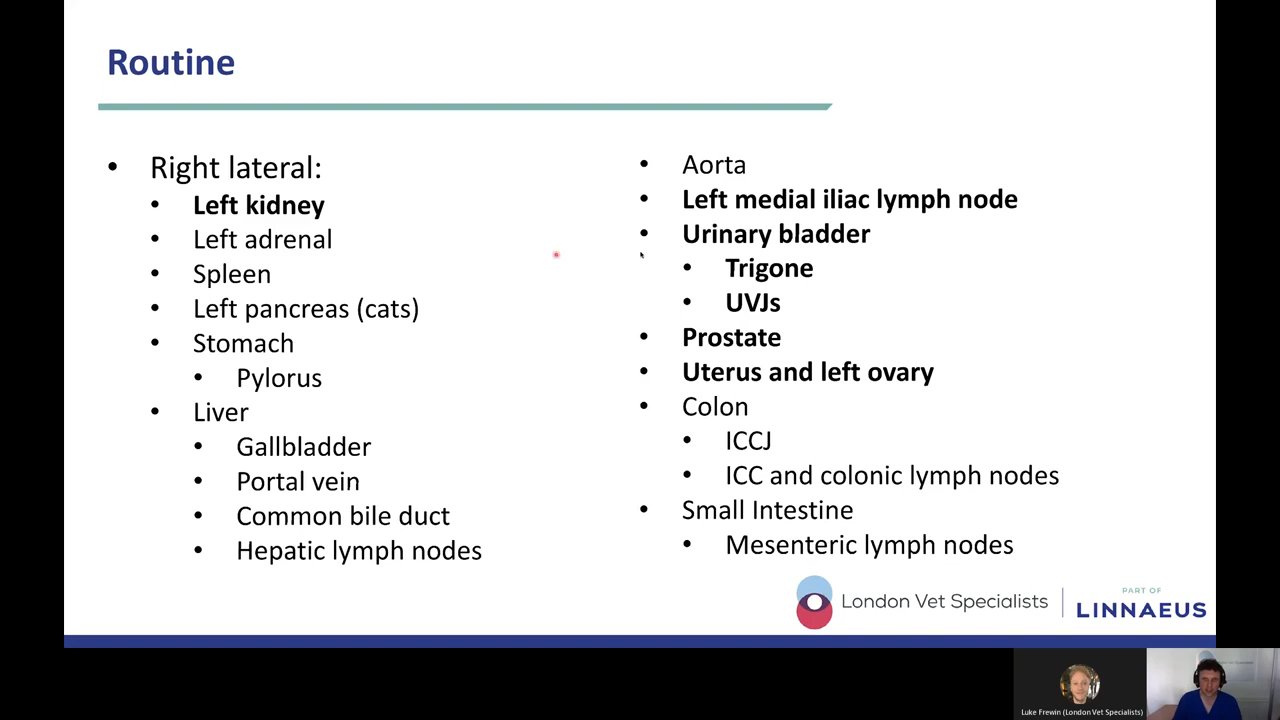 Routine
• Right lateral:
• Left kidney
• Left adrenal
• Spleen
• Left pancreas (cats)
• Stomach
• Pylorus
• Liver
• Gallbladder
• Portal vein
• Common bile duct
• Hepatic lymph nodes
• Aorta
• Left medial iliac lymph node
• Urinary bladder
• Trigone
• UVJs
• Prostate
• Uterus and left ovary
• Colon
• ICCJ
• ICC and colonic lymph nodes
• Small Intestine
• Mesenteric lymph nodes
London Vet Specialists
PART OF
LINNAEUS
Luke Frewin (London Vet Specialists)